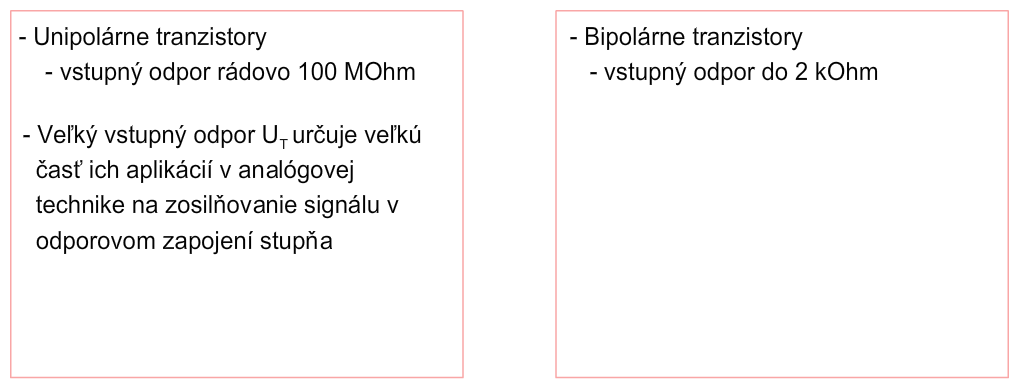 - Unipolárne tranzistory
- vstupný odpor rádovo 100 MOhm
- Veľký vstupný odpor UT určuje veľkú
časť ich aplikácií v analógovej
technike na zosilňovanie signálu v
odporovom zapojení stupňa
- Bipolárne tranzistory
- vstupný odpor do 2 kOhm